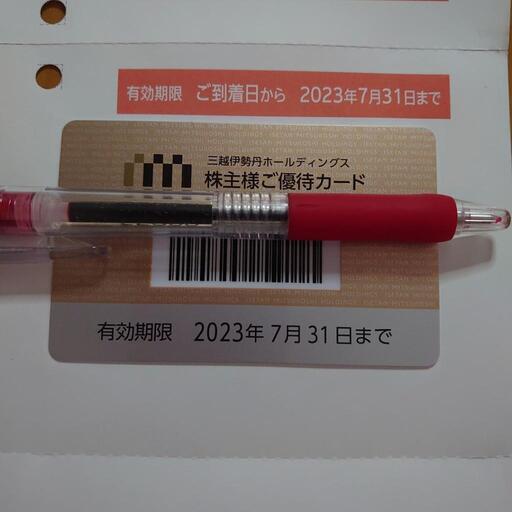 有効期限 ご到着日から 2023年7月31日まで
三越伊勢丹ホールディングス
株主様ご優待カード
有効期限 2023年 7月 31日まで